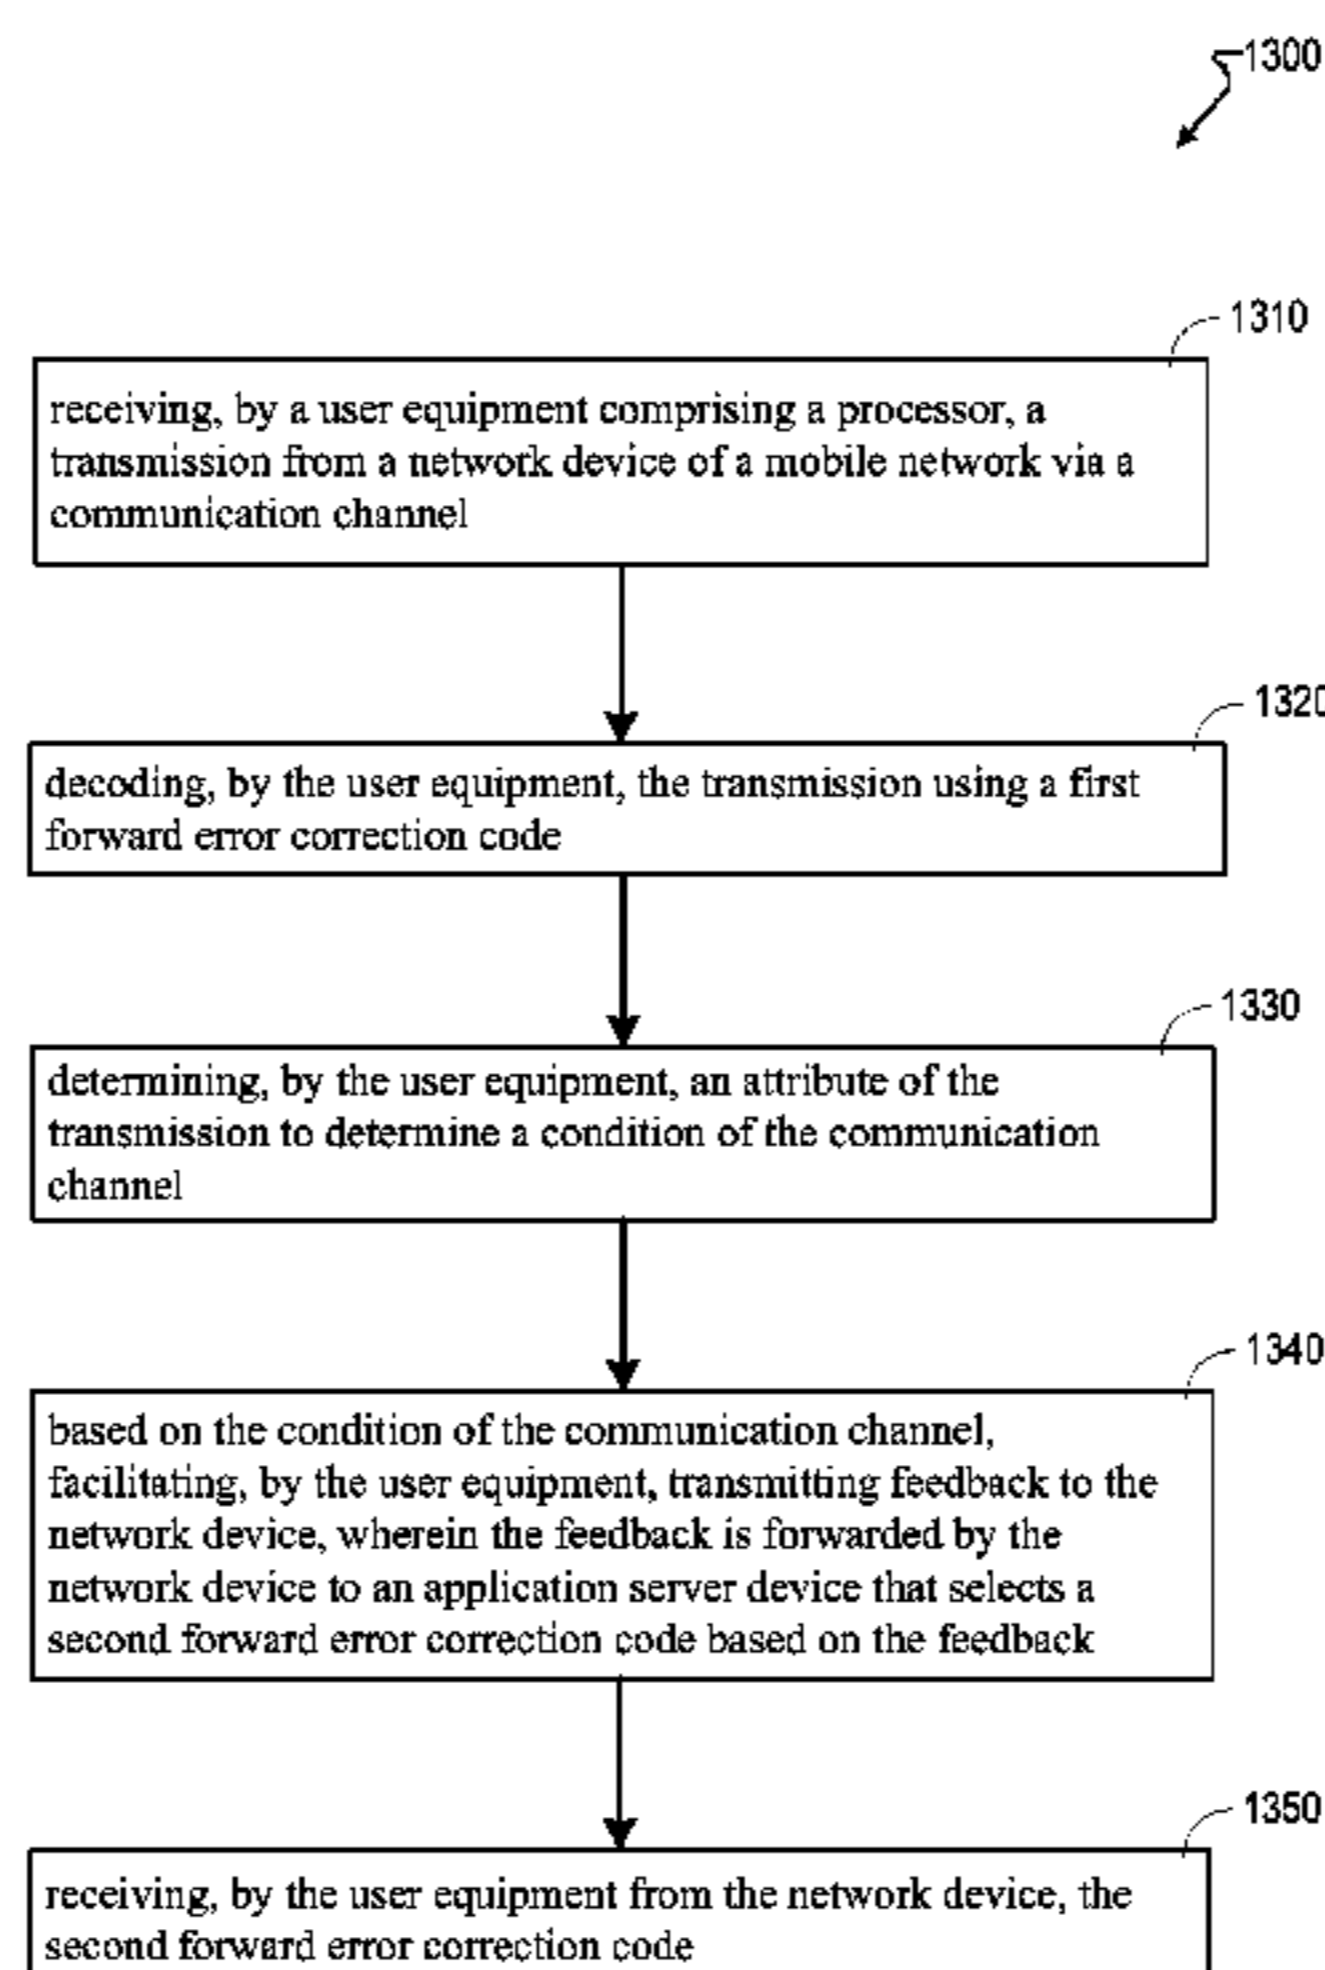 1300
1310
receiving, by a user equipment comprising a processor, a
transmission from a network device of a mobile network via a
communication channel
1320
decoding, by the user equipment, the transmission using a first
forward error correction code
1330
determining, by the user equipment, an attribute of the
transmission to determine a condition of the communication
channel
1340
based on the condition of the communication channel,
facilitating, by the user equipment, transmitting feedback to the
network device, wherein the feedback is forwarded by the
network device to an application server device that selects a
second forward error correction code based on the feedback
1350
receiving, by the user equipment from the network device, the
second forward error correction code